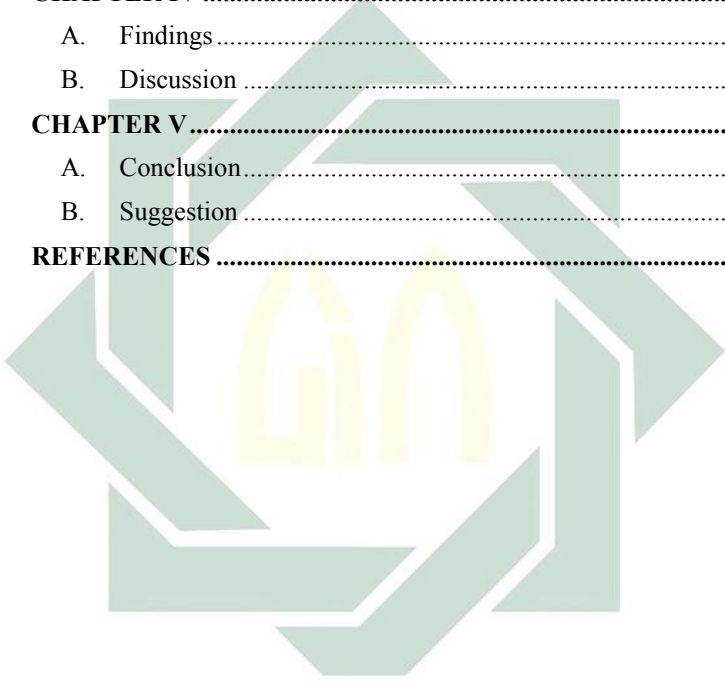 A. Findings
B. Discussion
CHAPTER V
A. Conclusion
B. Suggestion
REFERENCES